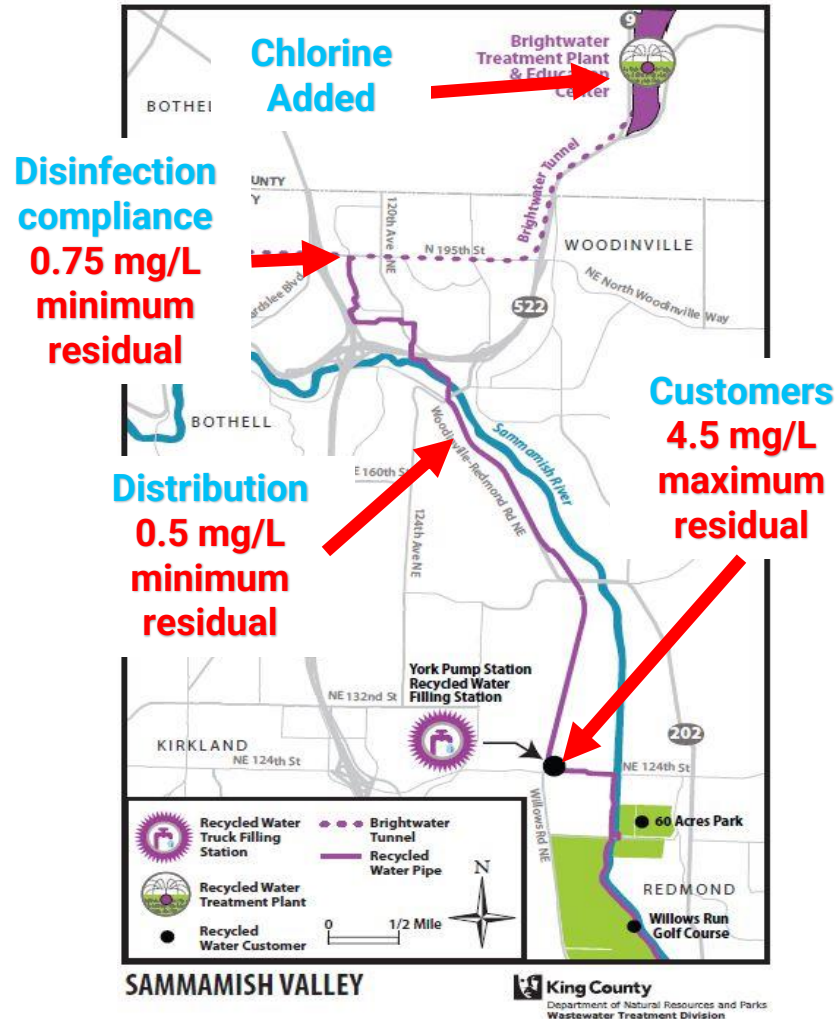 Chlorine
Added
9
Brightwater
Treatment Plant
& Education
Center
Disinfection
compliance
0.75 mg/L
minimum
residual
Brightwater Tunnel
UNTY
120th Ave NE
N 195th St
WOODINVILLE
NE North Woodinville Way
ardslee Blvd
522
BOTHELL
Customers
4.5 mg/L
maximum
residual
Sammamish River
Woodinville-Redmond Rd NE
E 160th St
124th Ave NE
Distribution
0.5 mg/L
minimum
residual
York Pump Station
Recycled Water
Filling Station
NE 132nd St
202
KIRKLAND
NE 124th St
NE 124th St
Willows Rd NE
60 Acres Park
REDMOND
Willows Run
Golf Course
Recycled Water
Truck Filling
Station
Brightwater
Tunnel
Recycled
Water Pipe
Recycled Water
Treatment Plant
Recycled
Water Customer
N
0 1/2 Mile
SAMMAMISH VALLEY
King County
Department of Natural Resources and Parks
Wastewater Treatment Division